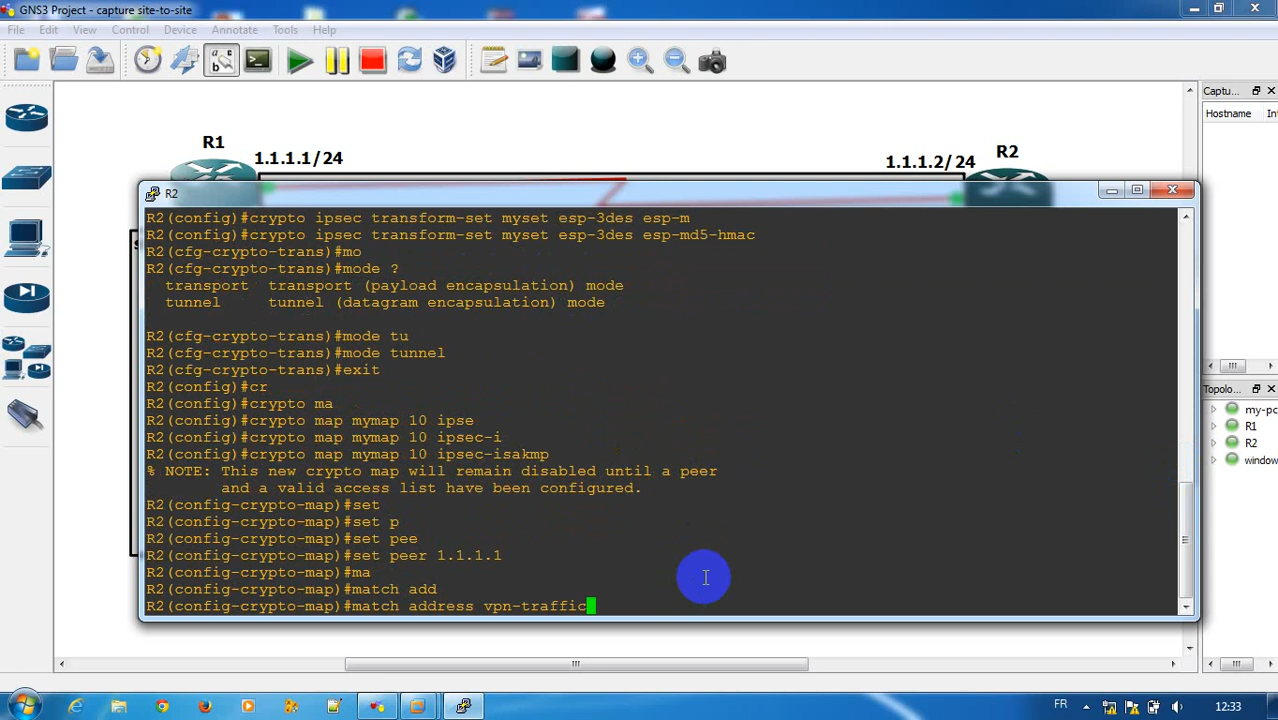 GNS3 Project - capture site-to-site
File Edit View Control Device Annotate Tools Help
Captu...
Hostname In
R1
1.1.1.1/24
1.1.1.2/24
R2
R2
R2(config)#crypto ipsec transform-set myset esp-3des esp-m
R2(config)#crypto ipsec transform-set myset esp-3des esp-md5-hmac
R2(cfg-crypto-trans)#mo
R2(cfg-crypto-trans)#mode ?
transport transport (payload encapsulation) mode
tunnel tunnel (datagram encapsulation) mode
R2(cfg-crypto-trans)#mode tu
R2(cfg-crypto-trans)#mode tunnel
R2(cfg-crypto-trans)#exit
R2(config)#cr
R2(config)#crypto ma
R2(config)#crypto map mymap 10 ipse
R2(config)#crypto map mymap 10 ipsec-i
R2(config)#crypto map mymap 10 ipsec-isakmp
% NOTE: This new crypto map will remain disabled until a peer
and a valid access list have been configured.
R2(config-crypto-map)#set
R2(config-crypto-map)#set p
R2(config-crypto-map)#set pee
R2(config-crypto-map)#set peer 1.1.1.1
R2(config-crypto-map)#ma
R2(config-crypto-map)#match add
R2(config-crypto-map)#match address vpn-traffic
Topolo...
my-pc
R1
R2
window
FR
12:33